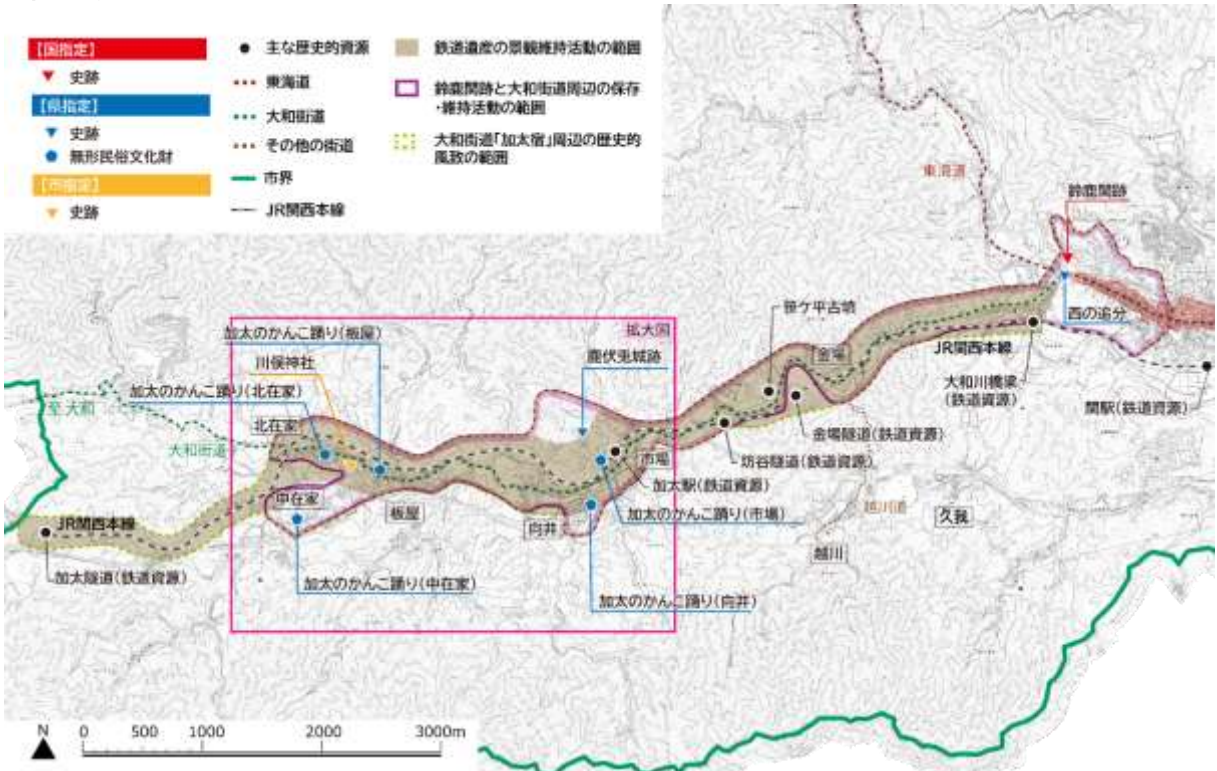 【国指定】
史跡
【県指定】
史跡
無形民俗文化財
【市指定】
史跡
主な歴史的資源
東海道
大和街道
その他の街道
市界
JR関西本線
鉄道遺産の景観維持活動の範囲
鈴鹿関跡と大和街道周辺の保存
・維持活動の範囲
大和街道「加太宿」周辺の歴史的
風致の範囲
東海道
鈴鹿関跡
西の追分
笹ケ平古墳
金場
JR関西本線
大和川橋梁
(鉄道資源)
関駅(鉄道資源)
拡大図
加太のかんこ踊り(板屋)
川俣神社
鹿伏兎城跡
加太のかんこ踊り(北在家)
至 大和
北在家
大和街道
金場隧道(鉄道資源)
坊谷隧道(鉄道資源)
市場
加太駅(鉄道資源)
中在家
板屋
向井
加太のかんこ踊り(市場)
越川道
久我
JR関西本線
越川
加太隧道(鉄道資源)
加太のかんこ踊り(中在家)
加太のかんこ踊り(向井)
N
0 500 1000 2000 3000m